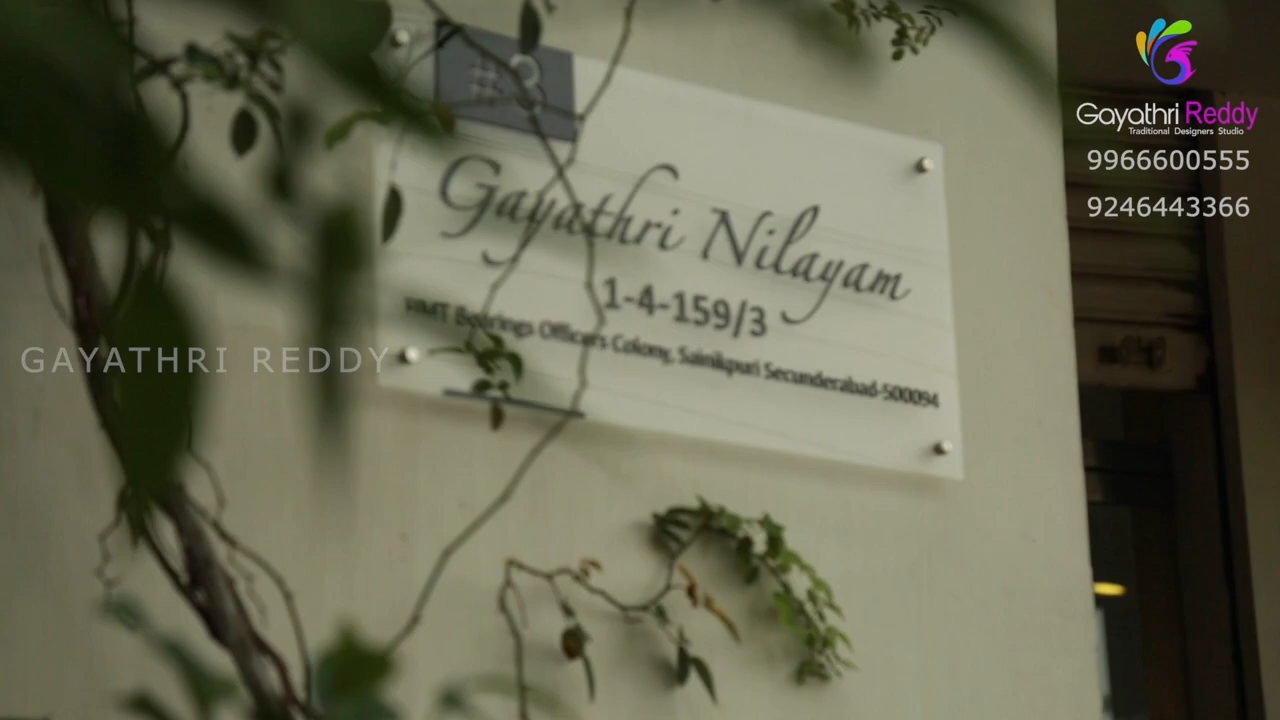 #3
Gayathri Nilayam
1-4-159/3
HMT Bearings Officers Colony, Sainikpuri Secunderabad-500094
GAYATHRI REDDY
Gayathri Reddy
Traditional Designers Studio
9966600555
9246443366